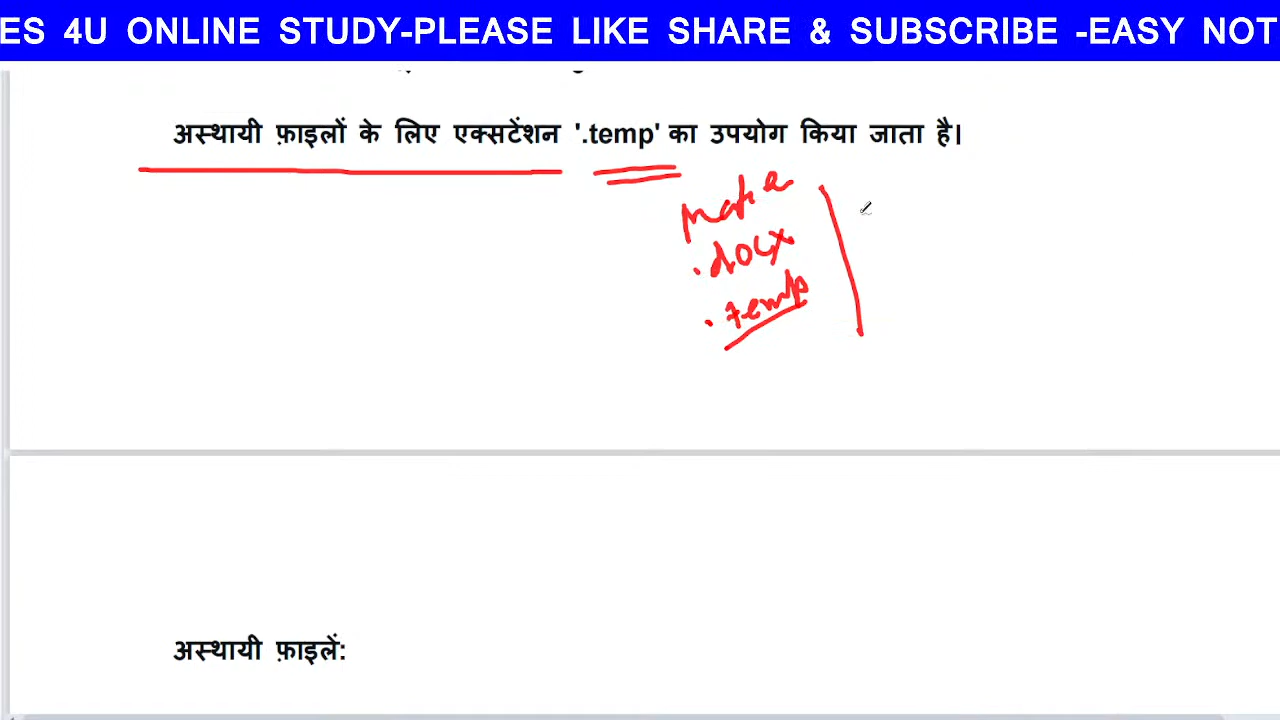 ES 4U ONLINE STUDY-PLEASE LIKE SHARE & SUBSCRIBE -EASY NOT
अस्थायी फ़ाइलों के लिए एक्सटेंशन '.temp' का उपयोग किया जाता है।
.docx
.temp
अस्थायी फ़ाइलें: